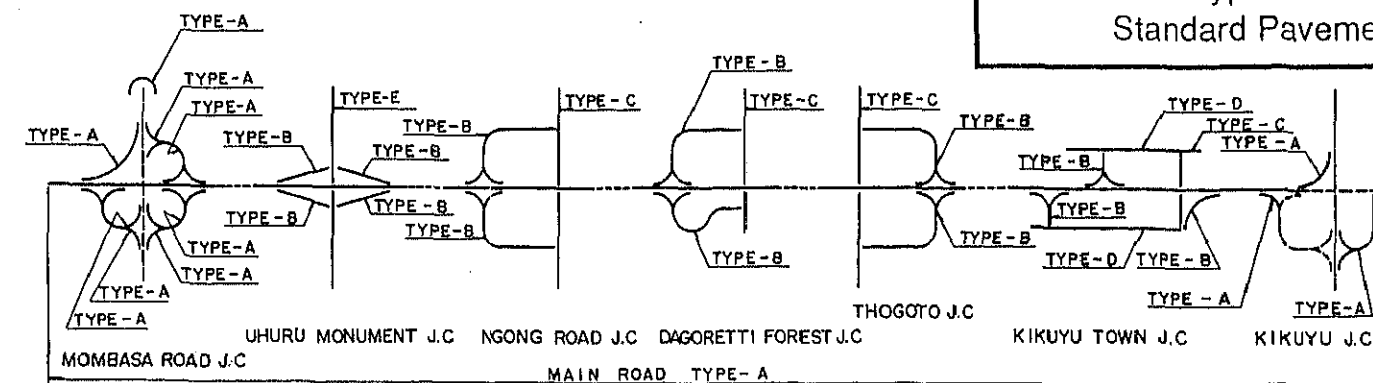 Standard
TYPE-A
TYPE-A
TYPE-A
TYPE-A
TYPE-A
TYPE-A
TYPE-A
TYPE-A
TYPE-E
TYPE-B
TYPE-B
TYPE-B
TYPE-B
TYPE-C
TYPE-B
TYPE-B
TYPE-B
TYPE-C
TYPE-B
TYPE-C
TYPE-B
TYPE-B
TYPE-D
TYPE-C
TYPE-A
TYPE-B
TYPE-B
TYPE-D
TYPE-B
TYPE-A
TYPE-A
MOMBASA ROAD J.C
UHURU MONUMENT J.C
NGONG ROAD J.C
DAGORETTI FOREST J.C
THOGOTO J.C
KIKUYU TOWN J.C
KIKUYU J.C
MAIN ROAD TYPE-A